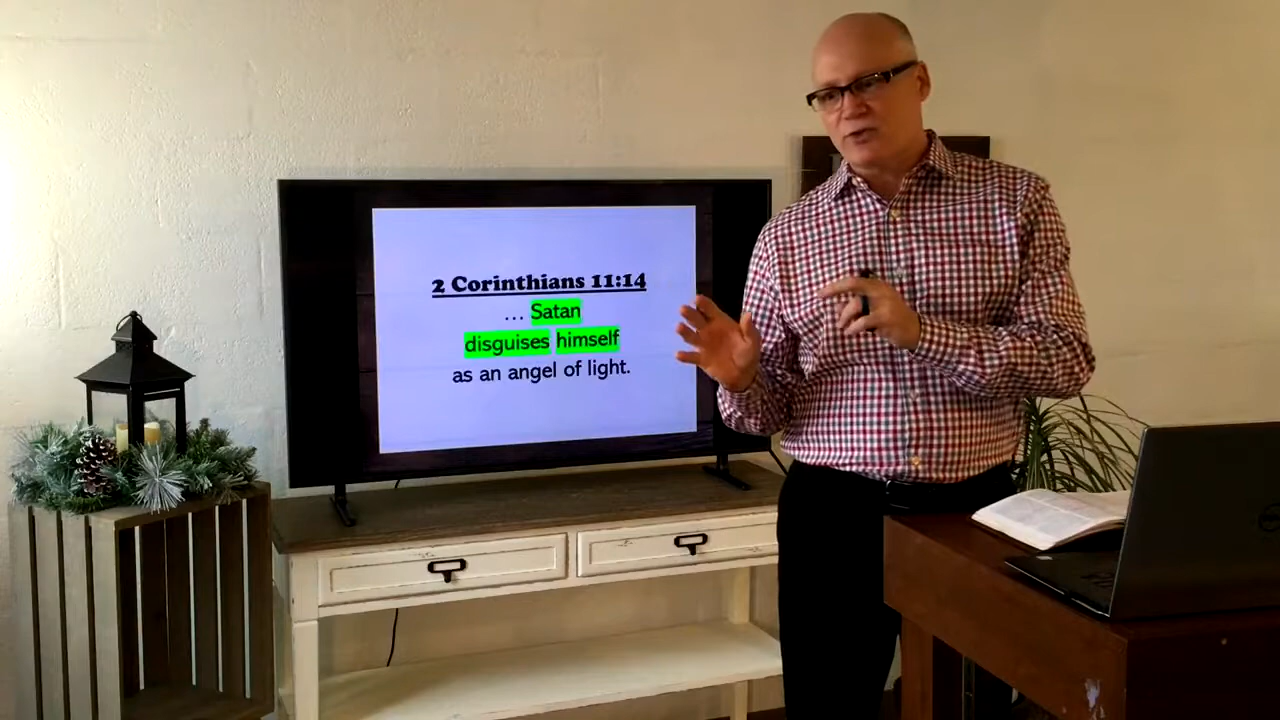 2 Corinthians 11:14
... Satan
disguises himself
as an angel of light.